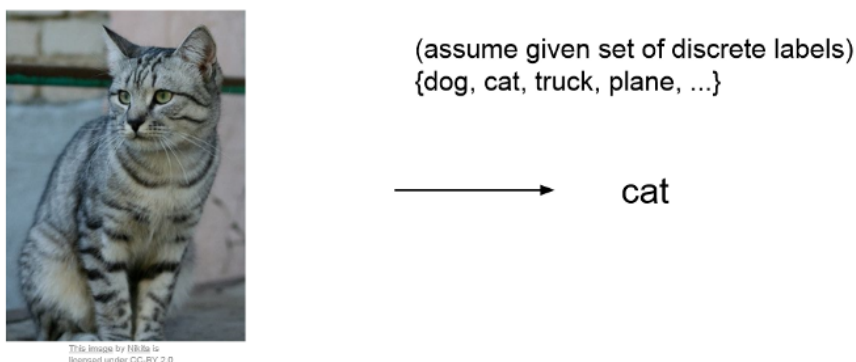 (assume given set of discrete labels)
{dog, cat, truck, plane, ...}
cat
This image by Nikita is
licensed under CC-BY 2.0